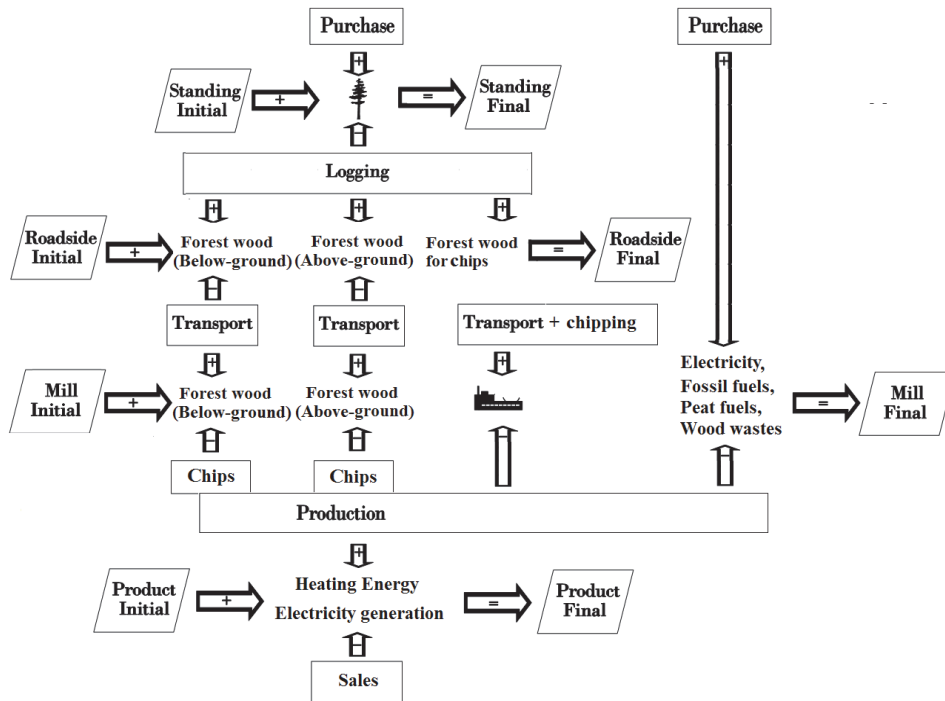 Purchase
Purchase
Standing
Initial
+
+
+
=
Standing
Final
−
Logging
+
+
+
Roadside
Initial
+
Forest wood
(Below-ground)
Forest wood
(Above-ground)
Forest wood
for chips
=
Roadside
Final
−
−
Transport
Transport
Transport + chipping
+
+
+
Mill
Initial
+
Forest wood
(Below-ground)
Forest wood
(Above-ground)
Electricity,
Fossil fuels,
Peat fuels,
Wood wastes
=
Mill
Final
−
−
−
−
Chips
Chips
Production
+
Product
Initial
+
Heating Energy
Electricity generation
=
Product
Final
−
Sales